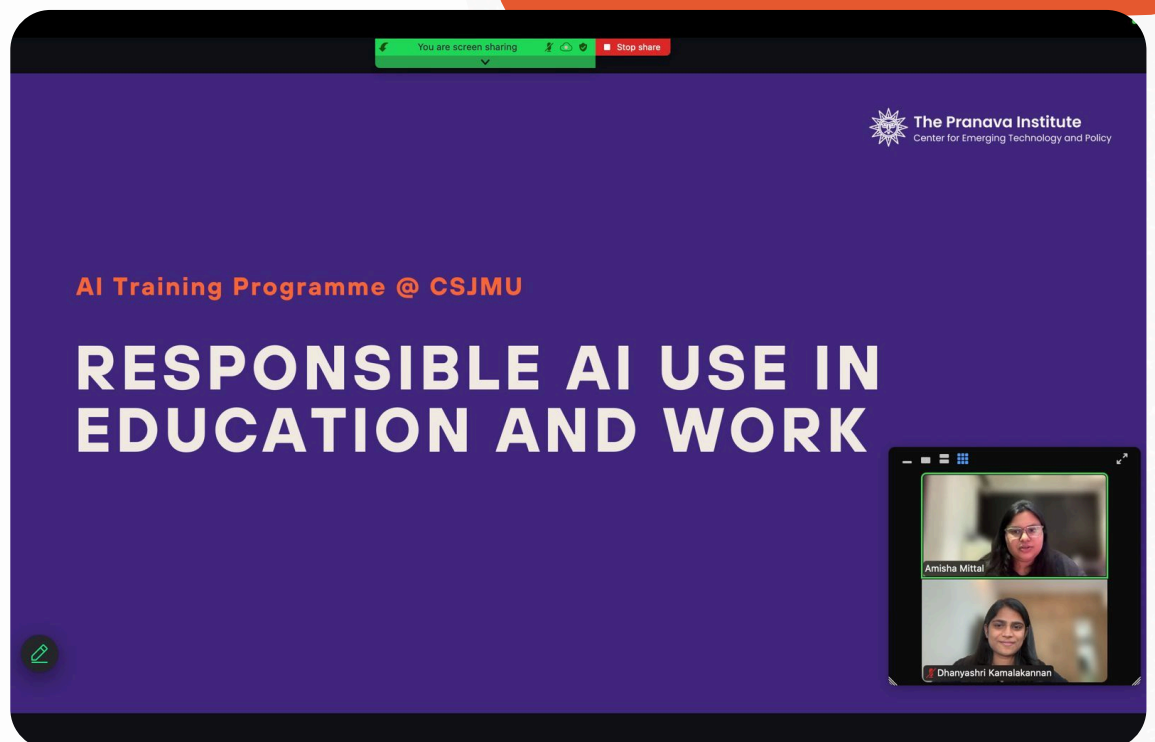 You are screen sharing
Stop share
The Pranava Institute
Center for Emerging Technology and Policy
AI Training Programme @ CSJMU
RESPONSIBLE AI USE IN
EDUCATION AND WORK
Amisha Mittal
Dhanyashri Kamalakannan